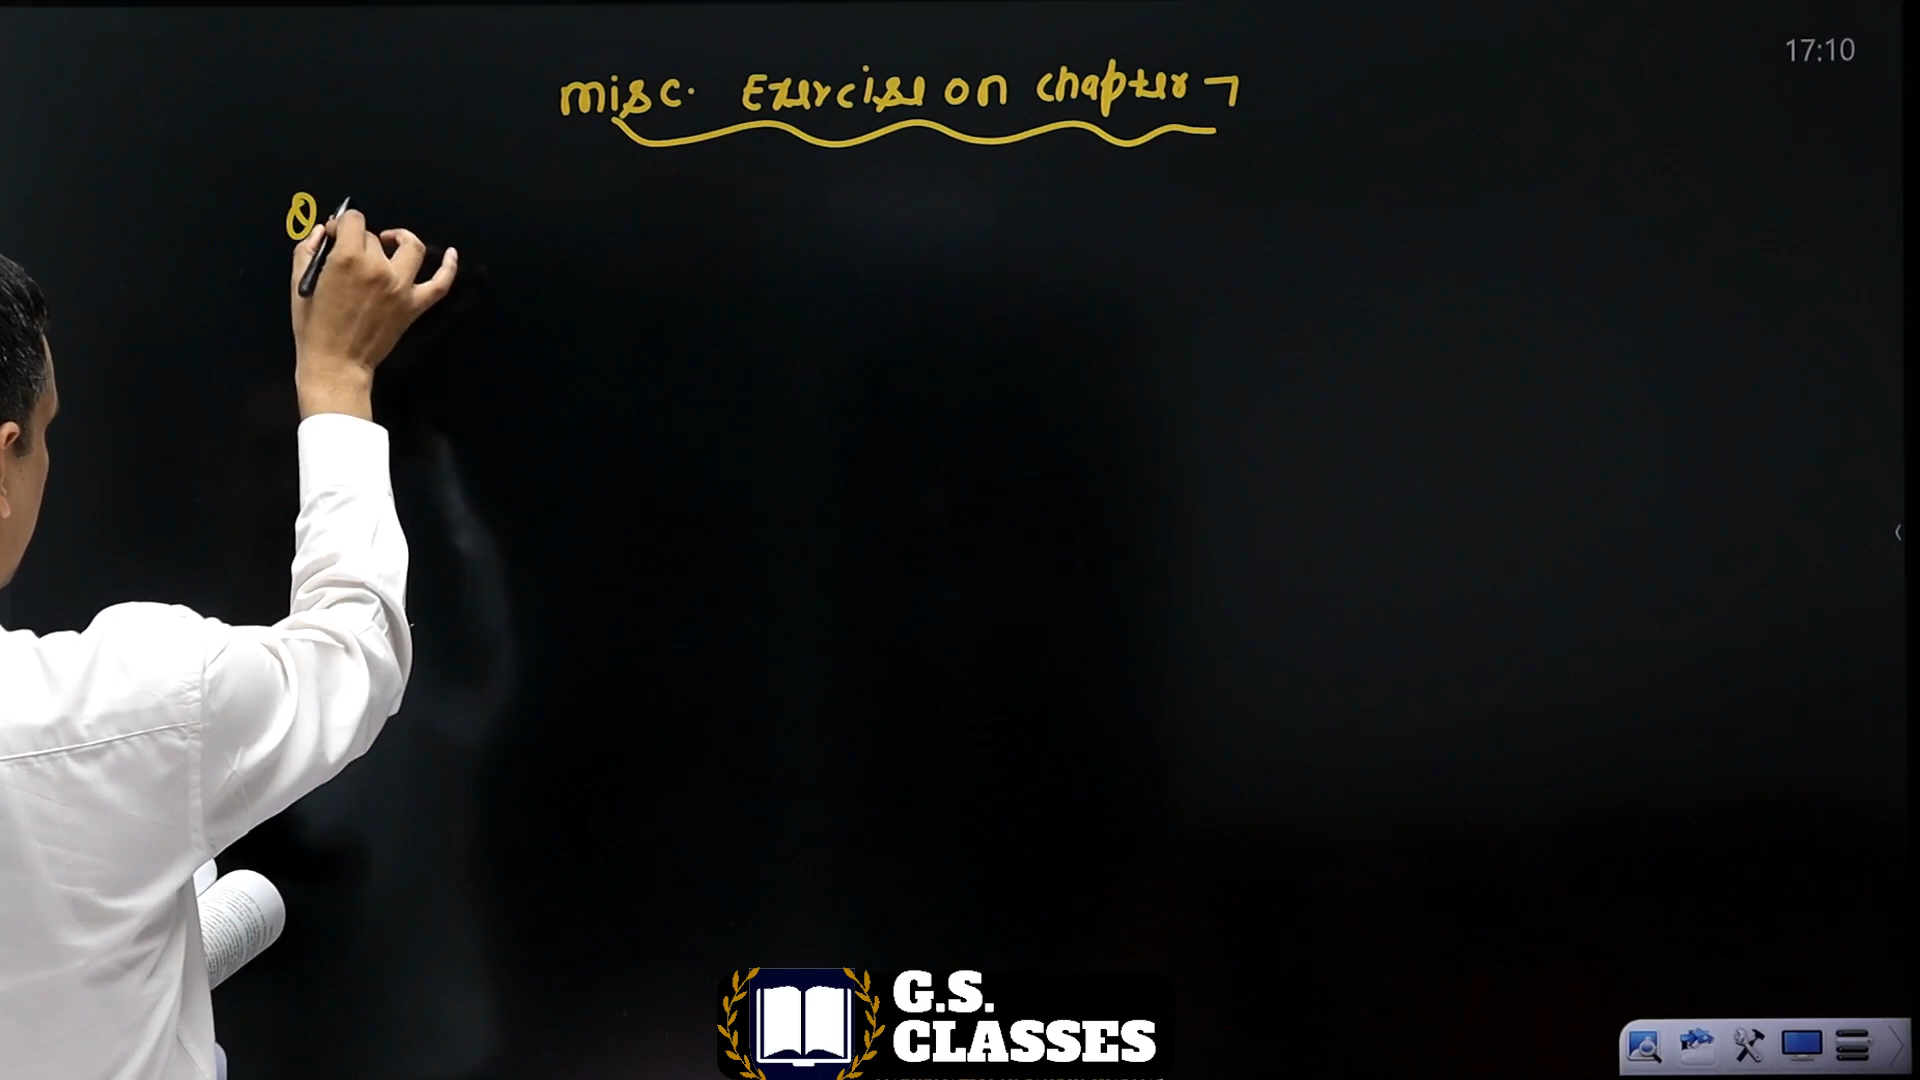 17:10
misc. Exercise on chapter 7
Q
G.S.
CLASSES